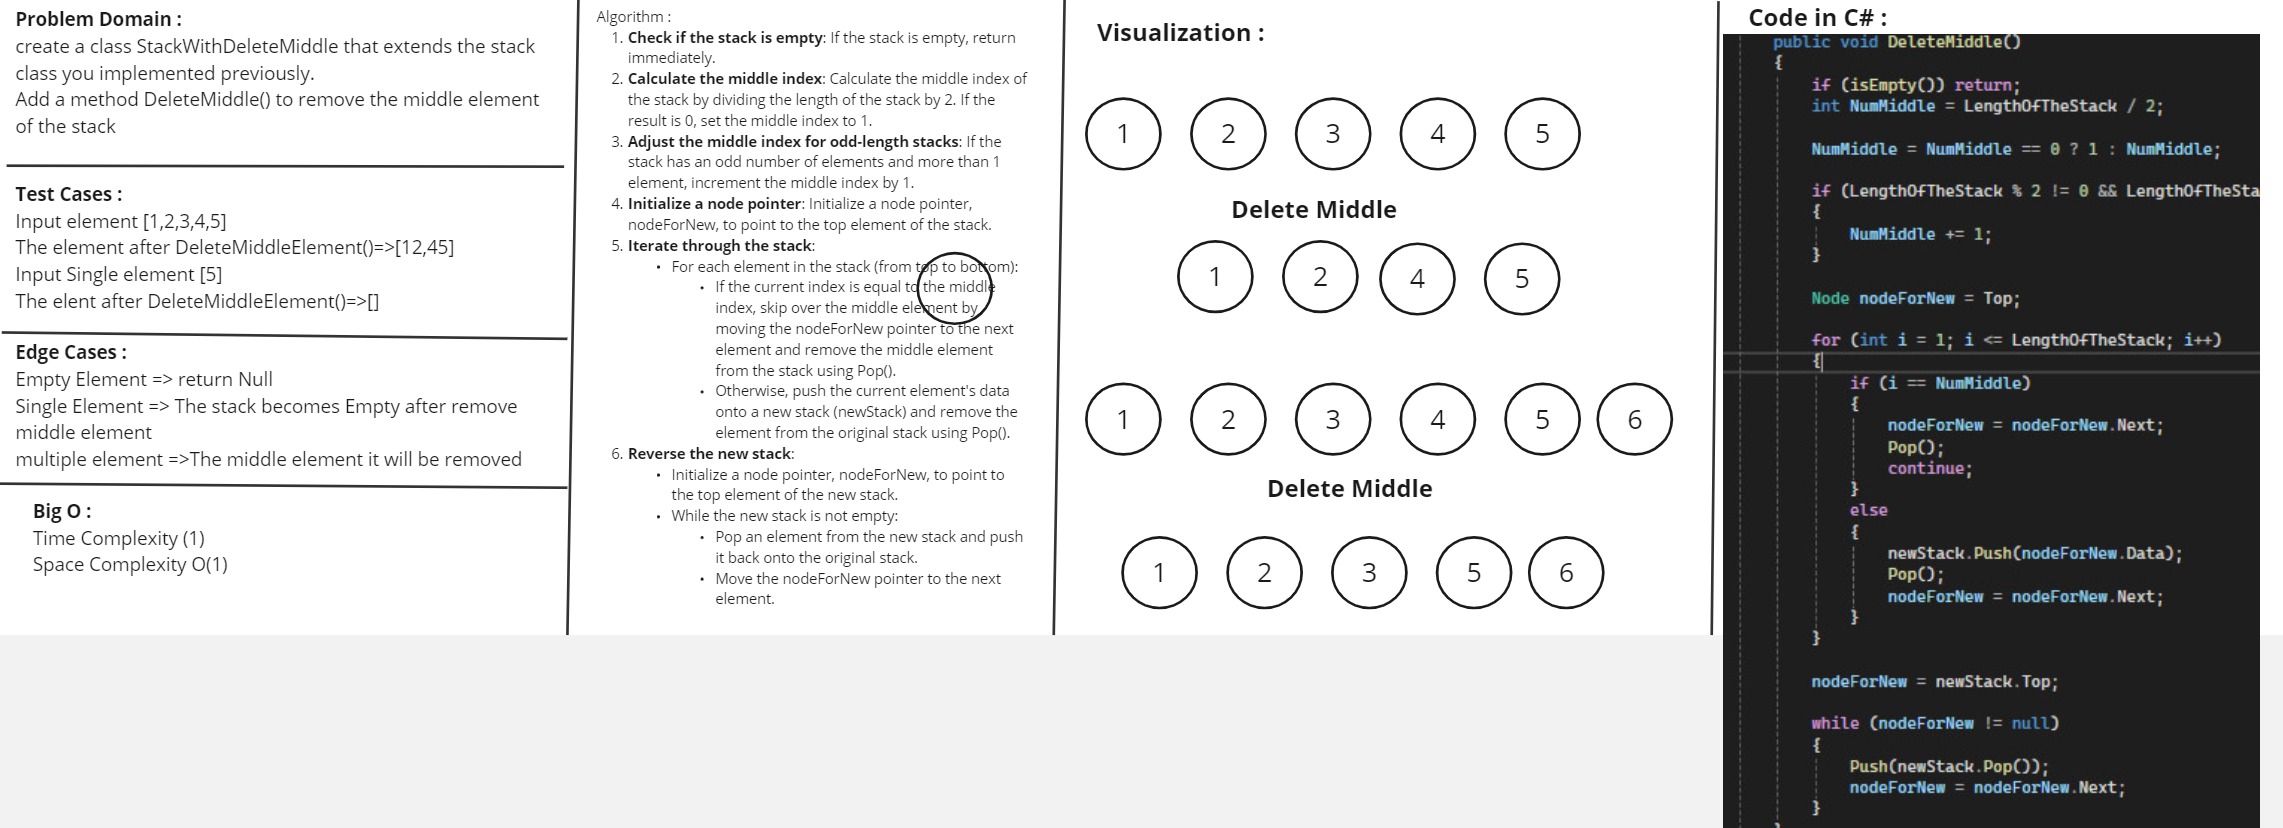 Problem Domain :
create a class StackWithDeleteMiddle that extends the stack
class you implemented previously.
Add a method DeleteMiddle() to remove the middle element
of the stack
Test Cases :
Input element [1,2,3,4,5]
The element after DeleteMiddleElement()=>[12,45]
Input Single element [5]
The elent after DeleteMiddleElement()=>[]
Edge Cases :
Empty Element => return Null
Single Element => The stack becomes Empty after remove
middle element
multiple element =>The middle element it will be removed
Big O :
Time Complexity (1)
Space Complexity O(1)
Algorithm :
1. Check if the stack is empty: If the stack is empty, return
immediately.
2. Calculate the middle index: Calculate the middle index of
the stack by dividing the length of the stack by 2. If the
result is 0, set the middle index to 1.
3. Adjust the middle index for odd-length stacks: If the
stack has an odd number of elements and more than 1
element, increment the middle index by 1.
4. Initialize a node pointer: Initialize a node pointer,
nodeForNew, to point to the top element of the stack.
5. Iterate through the stack:
• For each element in the stack (from top to bottom):
• If the current index is equal to the middle
index, skip over the middle element by
moving the nodeForNew pointer to the next
element and remove the middle element
from the stack using Pop().
• Otherwise, push the current element's data
onto a new stack (newStack) and remove the
element from the original stack using Pop().
6. Reverse the new stack:
• Initialize a node pointer, nodeForNew, to point to
the top element of the new stack.
• While the new stack is not empty:
• Pop an element from the new stack and push
it back onto the original stack.
• Move the nodeForNew pointer to the next
element.
Visualization :
1 2 3 4 5
Delete Middle
1 2 4 5
1 2 3 4 5 6
Delete Middle
1 2 3 5 6
Code in C# :
public void DeleteMiddle()
{
if (isEmpty()) return;
int NumMiddle = LengthOfTheStack / 2;
NumMiddle = NumMiddle == 0 ? 1 : NumMiddle;
if (LengthOfTheStack % 2 != 0 && LengthOfTheSta
{
NumMiddle += 1;
}
Node nodeForNew = Top;
for (int i = 1; i <= LengthOfTheStack; i++)
{
if (i == NumMiddle)
{
nodeForNew = nodeForNew.Next;
Pop();
continue;
}
else
{
newStack.Push(nodeForNew.Data);
Pop();
nodeForNew = nodeForNew.Next;
}
}
nodeForNew = newStack.Top;
while (nodeForNew != null)
{
Push(newStack.Pop());
nodeForNew = nodeForNew.Next;
}